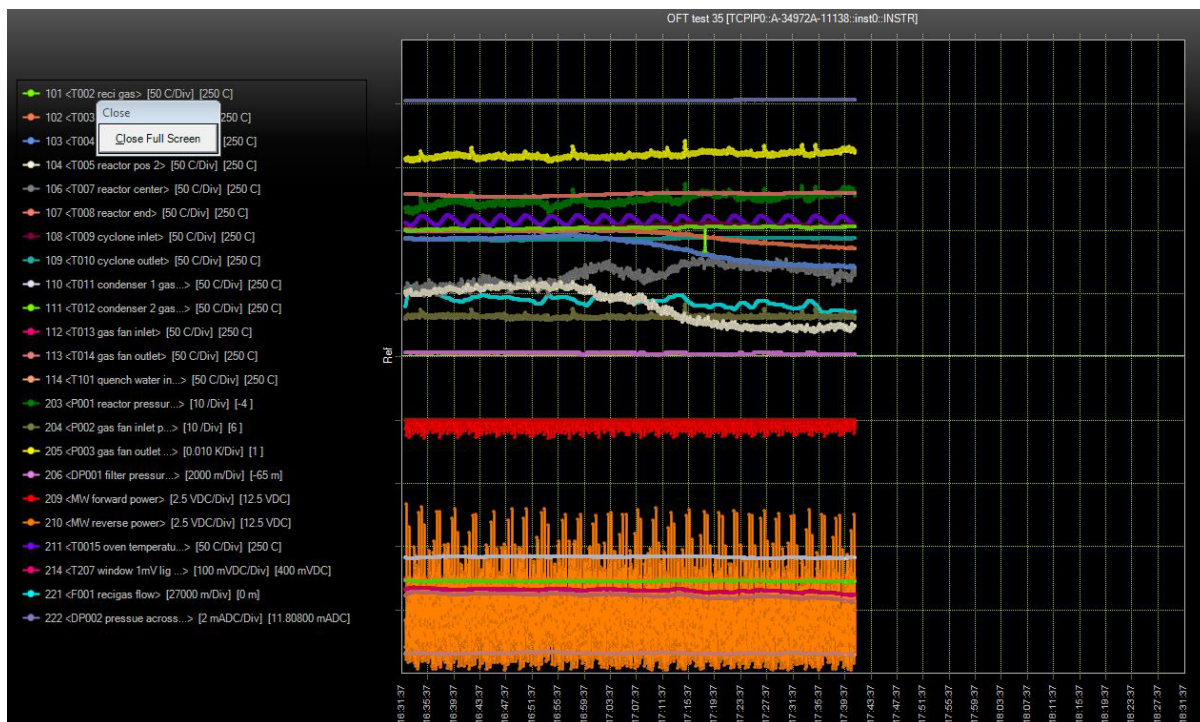 OFT test 35 [TCPIP0::A-34972A-11138::inst0::INSTR]
101 <T002 reci gas> [50 C/Div] [250 C]
Close
102 <T003 250 C]
Close Full Screen
103 <T004 [250 C]
104 <T005 reactor pos 2> [50 C/Div] [250 C]
106 <T007 reactor center> [50 C/Div] [250 C]
107 <T008 reactor end> [50 C/Div] [250 C]
108 <T009 cyclone inlet> [50 C/Div] [250 C]
109 <T010 cyclone outlet> [50 C/Div] [250 C]
110 <T011 condenser 1 gas...> [50 C/Div] [250 C]
111 <T012 condenser 2 gas...> [50 C/Div] [250 C]
112 <T013 gas fan inlet> [50 C/Div] [250 C]
113 <T014 gas fan outlet> [50 C/Div] [250 C]
114 <T101 quench water in...> [50 C/Div] [250 C]
203 <P001 reactor pressur...> [10 /Div] [-4 ]
204 <P002 gas fan inlet p...> [10 /Div] [6 ]
205 <P003 gas fan outlet ...> [0.010 K/Div] [1 ]
206 <DP001 filter pressur...> [2000 m/Div] [-65 m]
209 <MW forward power> [2.5 VDC/Div] [12.5 VDC]
210 <MW reverse power> [2.5 VDC/Div] [12.5 VDC]
211 <T0015 oven temperatu...> [50 C/Div] [250 C]
214 <T207 window 1mV lig ...> [100 mVDC/Div] [400 mVDC]
221 <F001 recigas flow> [27000 m/Div] [0 m]
222 <DP002 pressue across...> [2 mADC/Div] [11.80800 mADC]
Ref
16:31:37
16:35:37
16:39:37
16:43:37
16:47:37
16:51:37
16:55:37
16:59:37
17:03:37
17:07:37
17:11:37
17:15:37
17:19:37
17:23:37
17:27:37
17:31:37
17:35:37
17:39:37
17:43:37
17:47:37
17:51:37
17:55:37
17:59:37
18:03:37
18:07:37
18:11:37
18:15:37
18:19:37
18:23:37
18:27:37
18:31:37